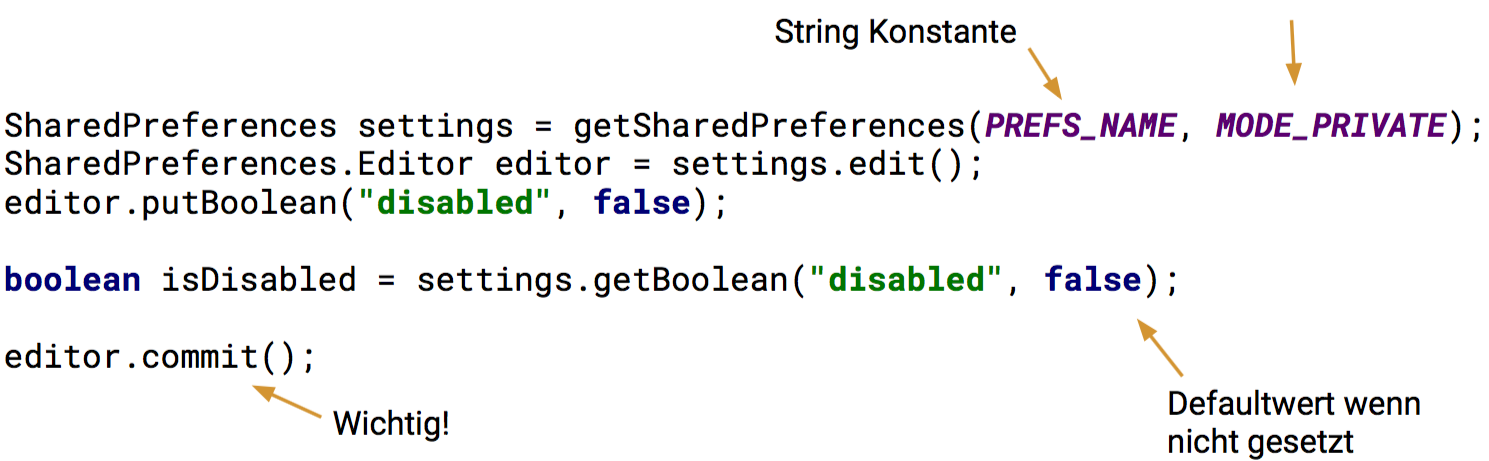 String Konstante
SharedPreferences settings = getSharedPreferences(PREFS_NAME, MODE_PRIVATE);
SharedPreferences.Editor editor = settings.edit();
editor.putBoolean("disabled", false);
boolean isDisabled = settings.getBoolean("disabled", false);
editor.commit();
Wichtig!
Defaultwert wenn
nicht gesetzt